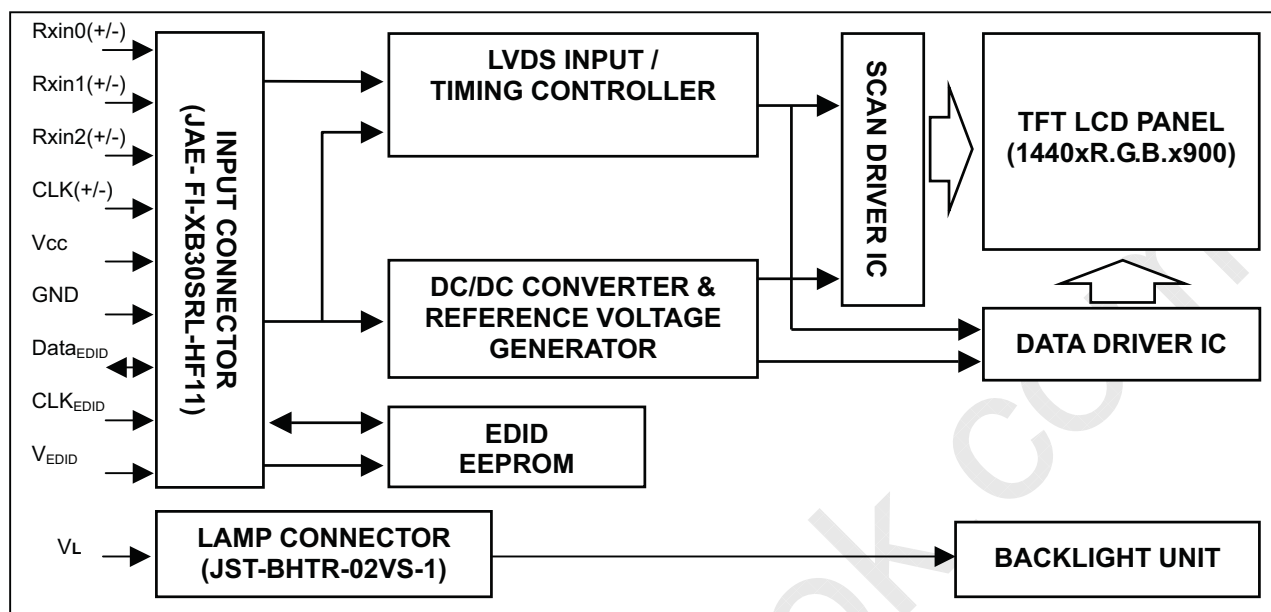 Rxin0(+/-)
Rxin1(+/-)
Rxin2(+/-)
CLK(+/-)
Vcc
GND
DataEDID
CLKEDID
VEDID
VL
INPUT CONNECTOR
(JAE- FI-XB30SRL-HF11)
LVDS INPUT /
TIMING CONTROLLER
DC/DC CONVERTER &
REFERENCE VOLTAGE
GENERATOR
EDID
EEPROM
LAMP CONNECTOR
(JST-BHTR-02VS-1)
SCAN DRIVER IC
TFT LCD PANEL
(1440xR.G.B.x900)
DATA DRIVER IC
BACKLIGHT UNIT